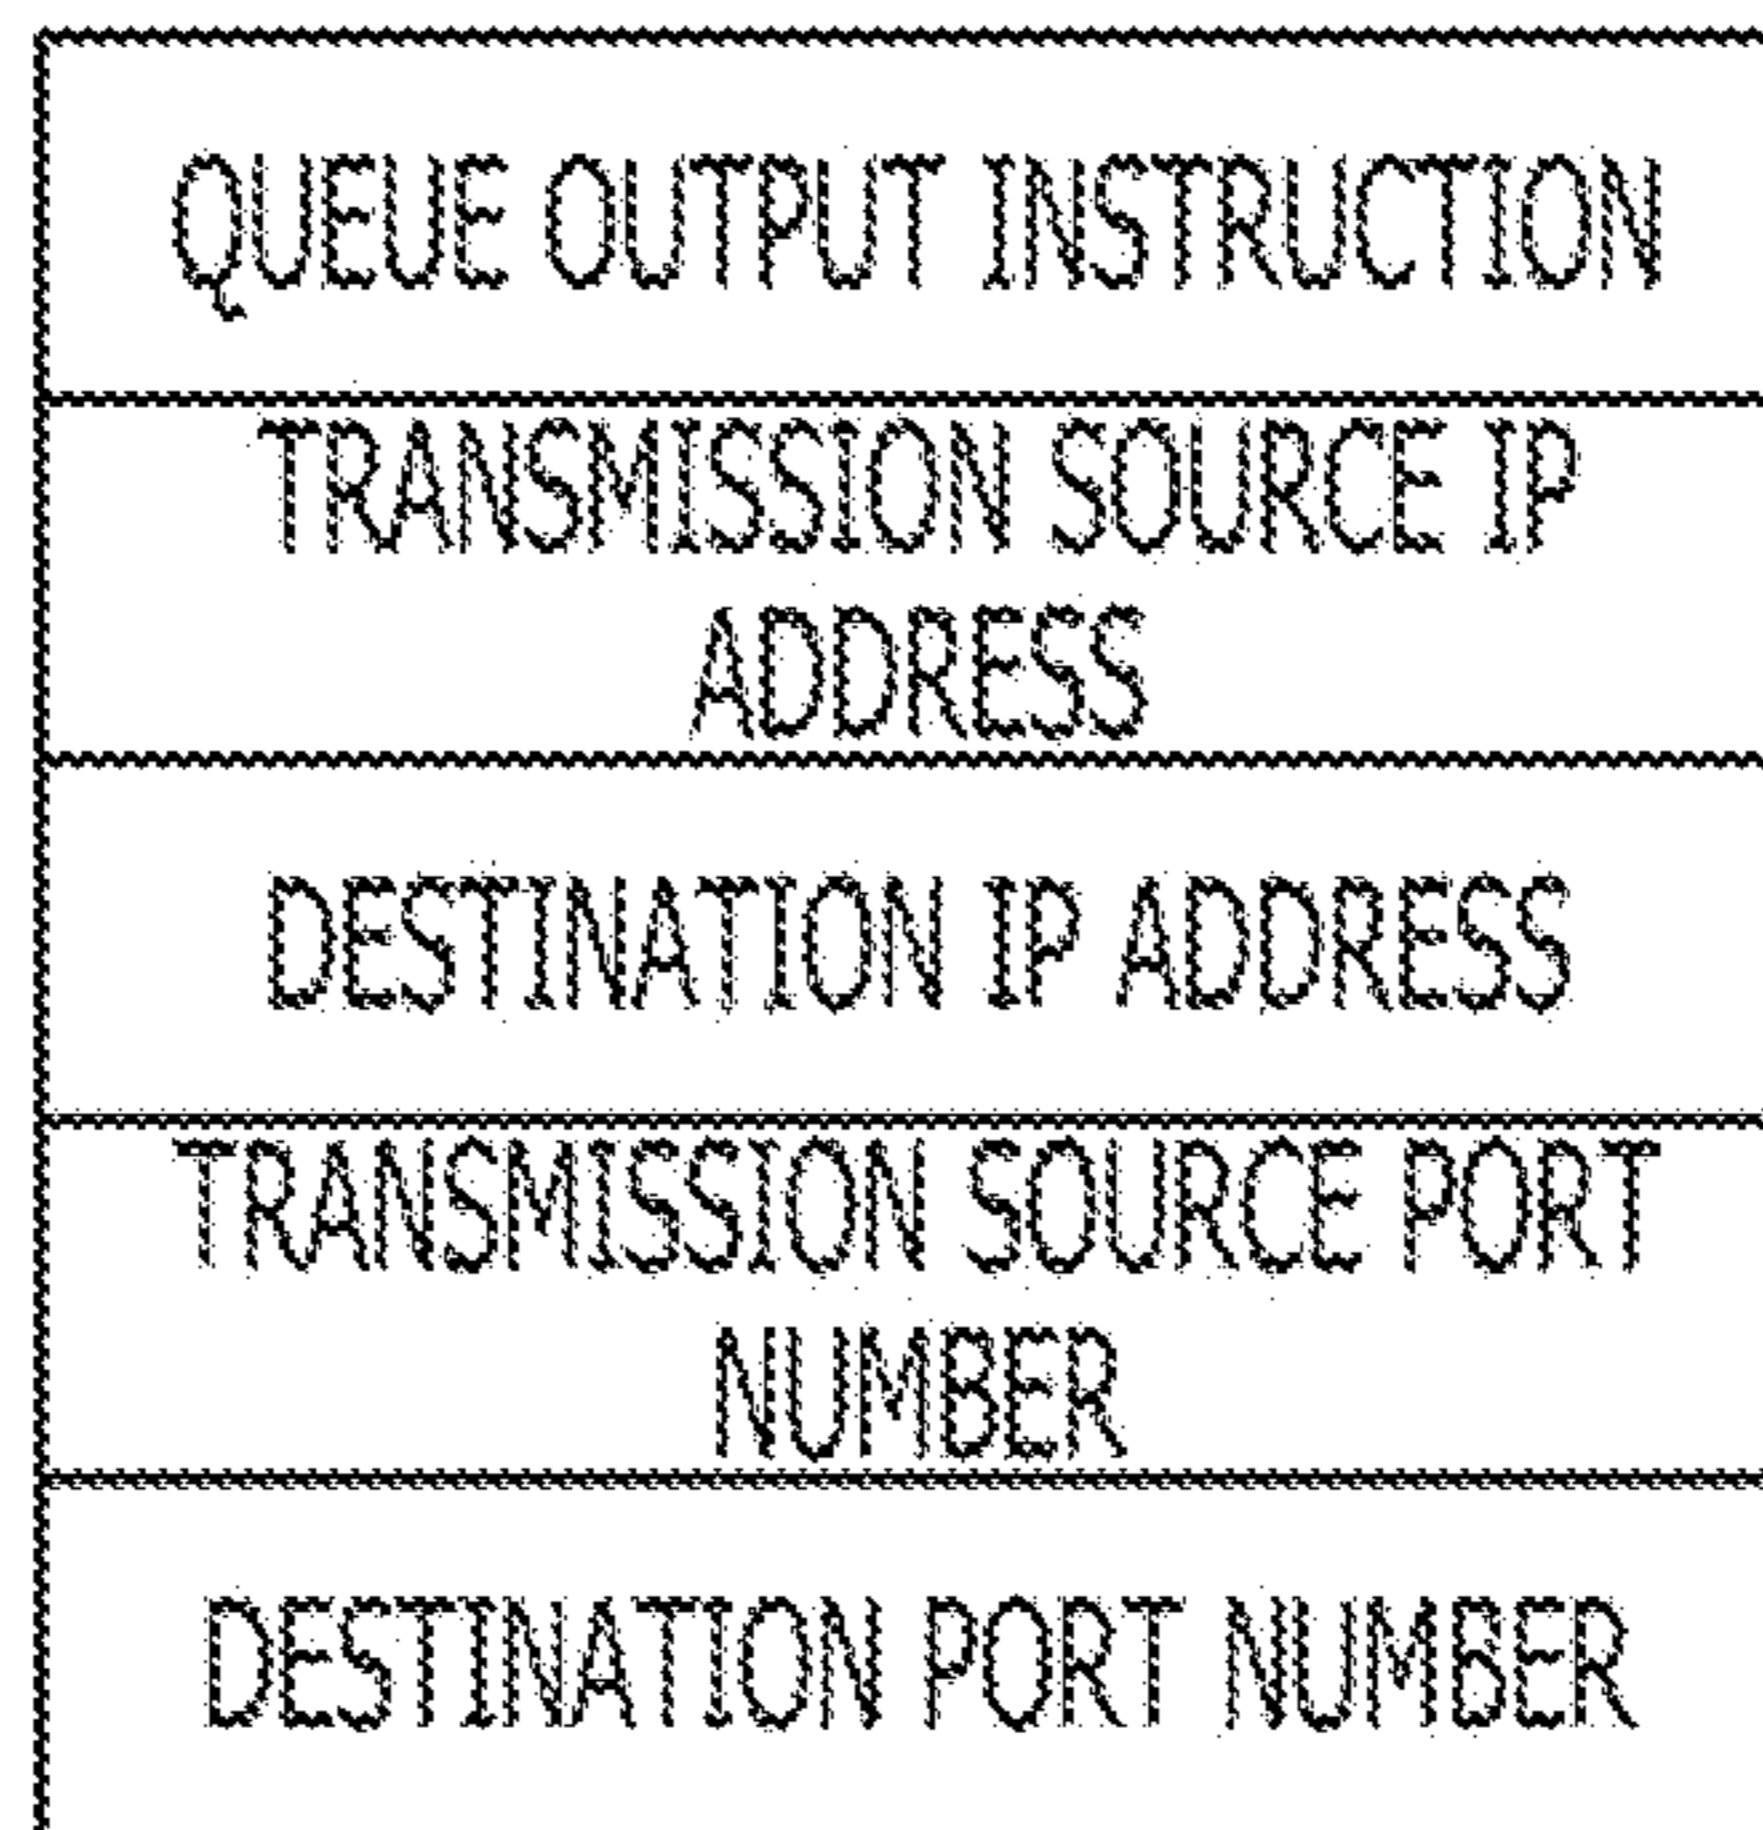 QUEUE OUTPUT INSTRUCTION
TRANSMISSION SOURCE IP
ADDRESS
DESTINATION IP ADDRESS
TRANSMISSION SOURCE PORT
NUMBER
DESTINATION PORT NUMBER